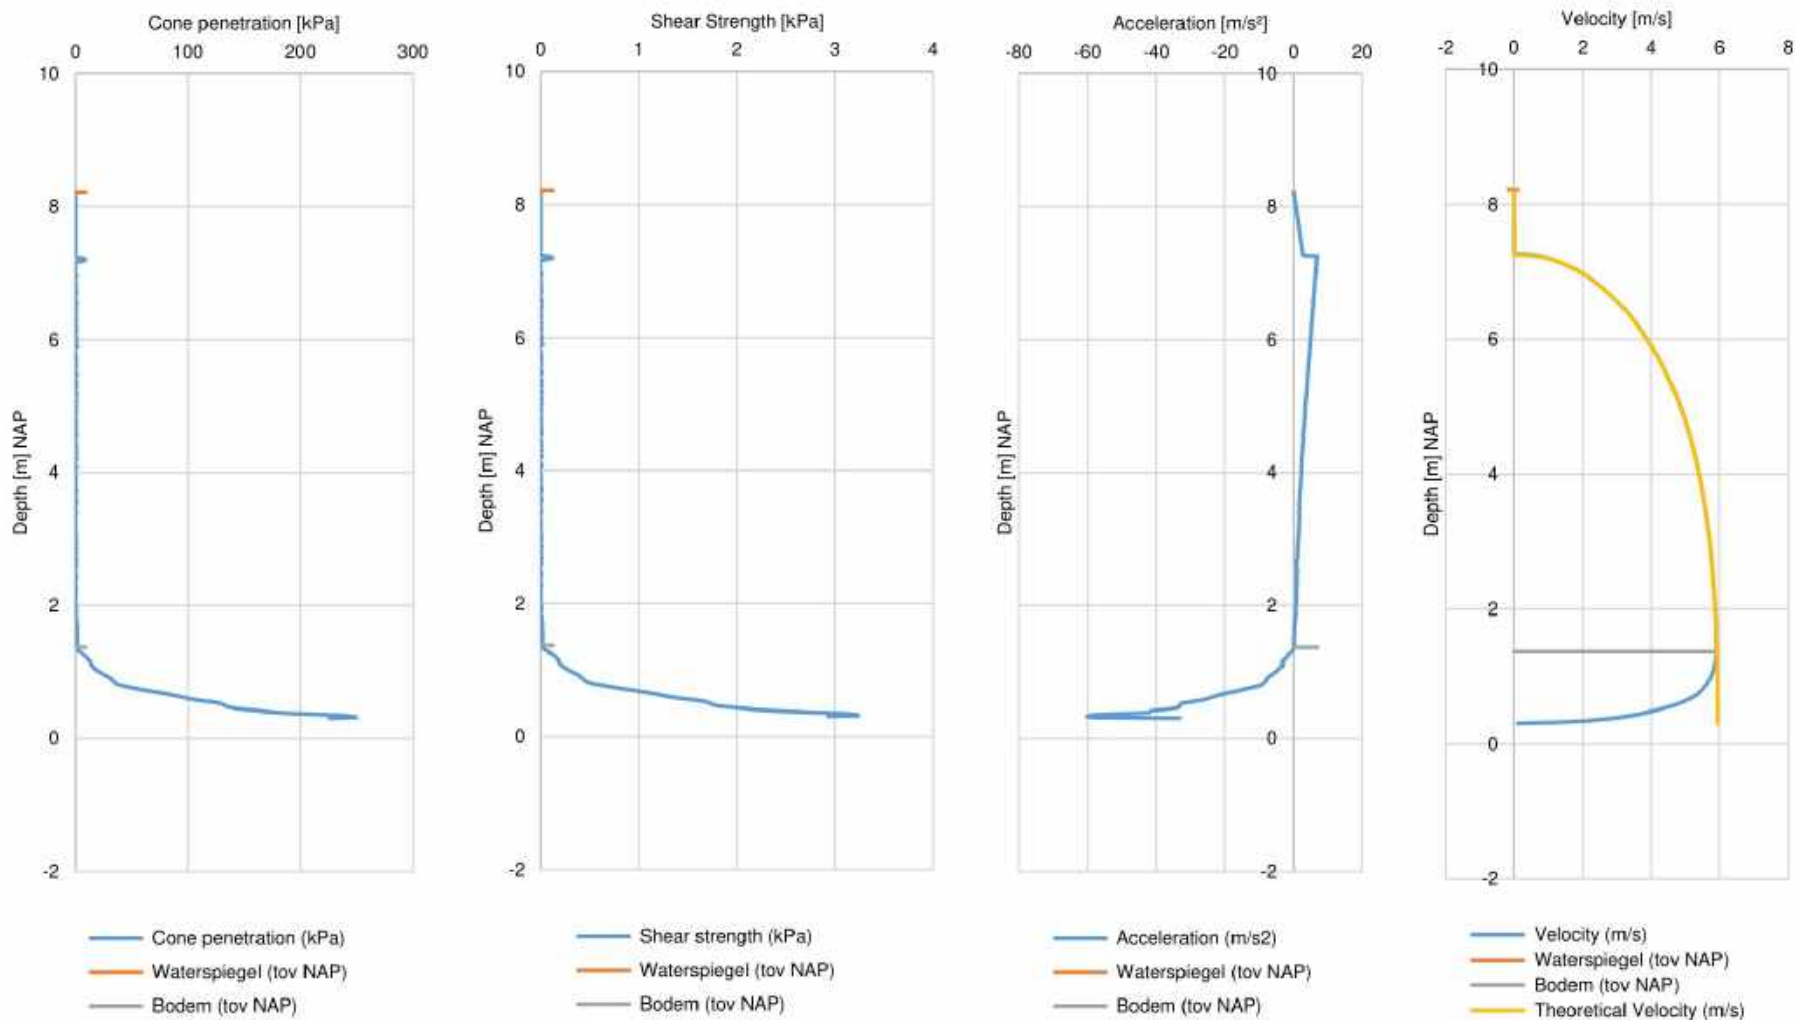 Cone penetration [kPa]
0 100 200 300
10
8
6
4
2
0
-2
Depth [m] NAP
Cone penetration (kPa)
Waterspiegel (tov NAP)
Bodem (tov NAP)
Shear Strength [kPa]
0 1 2 3 4
10
8
6
4
2
0
-2
Depth [m] NAP
Shear strength (kPa)
Waterspiegel (tov NAP)
Bodem (tov NAP)
Acceleration [m/s²]
-80 -60 -40 -20 0 20
10
8
6
4
2
0
-2
Depth [m] NAP
Acceleration (m/s2)
Waterspiegel (tov NAP)
Bodem (tov NAP)
Velocity [m/s]
-2 0 2 4 6 8
10
8
6
4
2
0
-2
Depth [m] NAP
Velocity (m/s)
Waterspiegel (tov NAP)
Bodem (tov NAP)
Theoretical Velocity (m/s)